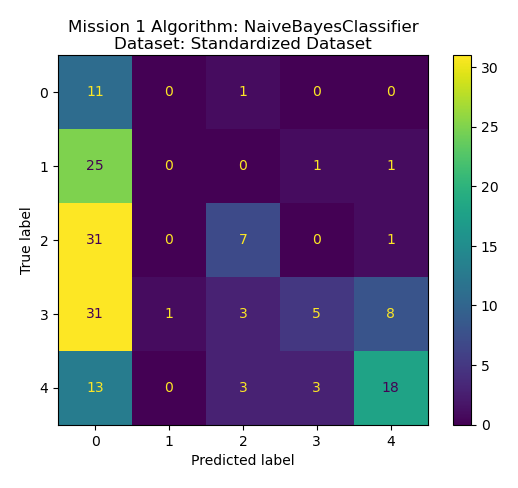 Mission 1 Algorithm: NaiveBayesClassifier
Dataset: Standardized Dataset
0 11 0 1 0 0
1 25 0 0 1 1
2 31 0 7 0 1
3 31 1 3 5 8
4 13 0 3 3 18
0 1 2 3 4
True label
Predicted label
30
25
20
15
10
5
0